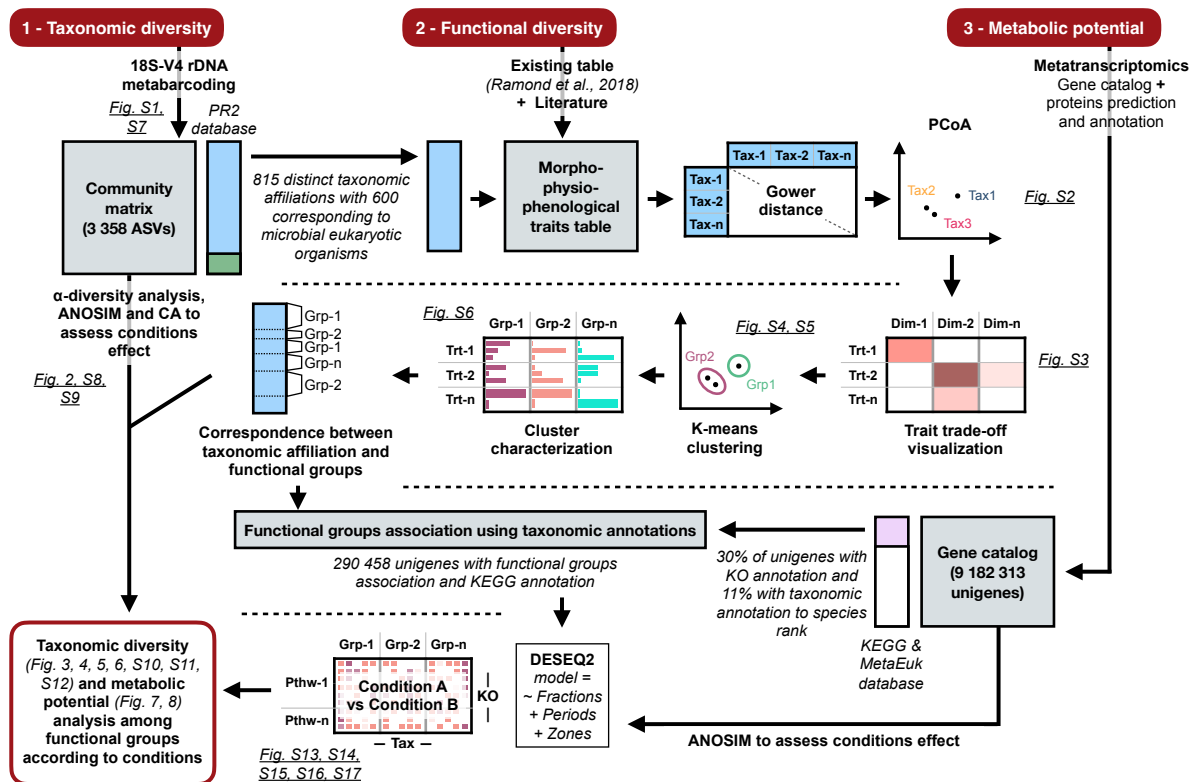 1 - Taxonomic diversity
2 - Functional diversity
3 - Metabolic potential
18S-V4 rDNA
metabarcoding
Fig. S1,
S7
PR2
database
Community
matrix
(3 358 ASVs)
815 distinct taxonomic
affiliations with 600
corresponding to
microbial eukaryotic
organisms
Existing table
(Ramond et al., 2018)
+ Literature
Morpho-
physio-
phenological
traits table
Tax-1 Tax-2 Tax-n
Tax-1
Tax-2
Tax-n
Gower
distance
PCoA
Tax2
Tax1
Tax3
Fig. S2
Metatranscriptomics
Gene catalog +
proteins prediction
and annotation
α-diversity analysis,
ANOSIM and CA to
assess conditions
effect
Fig. 2, S8,
S9
Grp-1
Grp-2
Grp-1
Grp-n
Grp-2
Correspondence between
taxonomic affiliation and
functional groups
Fig. S6
Grp-1 Grp-2 Grp-n
Trt-1
Trt-2
Trt-n
Cluster
characterization
Fig. S4, S5
Grp2
Grp1
K-means
clustering
Dim-1 Dim-2 Dim-n
Trt-1
Trt-2
Trt-n
Trait trade-off
visualization
Fig. S3
Functional groups association using taxonomic annotations
290 458 unigenes with functional groups
association and KEGG annotation
30% of unigenes with
KO annotation and
11% with taxonomic
annotation to species
rank
KEGG &
MetaEuk
database
Gene catalog
(9 182 313
unigenes)
Taxonomic diversity
(Fig. 3, 4, 5, 6, S10, S11,
S12) and metabolic
potential (Fig. 7, 8)
analysis among
functional groups
according to conditions
Grp-1 Grp-2 Grp-n
Pthw-1
Pthw-n
Condition A
vs Condition B
KO
Tax
Fig. S13, S14,
S15, S16, S17
DESEQ2
model =
~ Fractions
+ Periods
+ Zones
ANOSIM to assess conditions effect